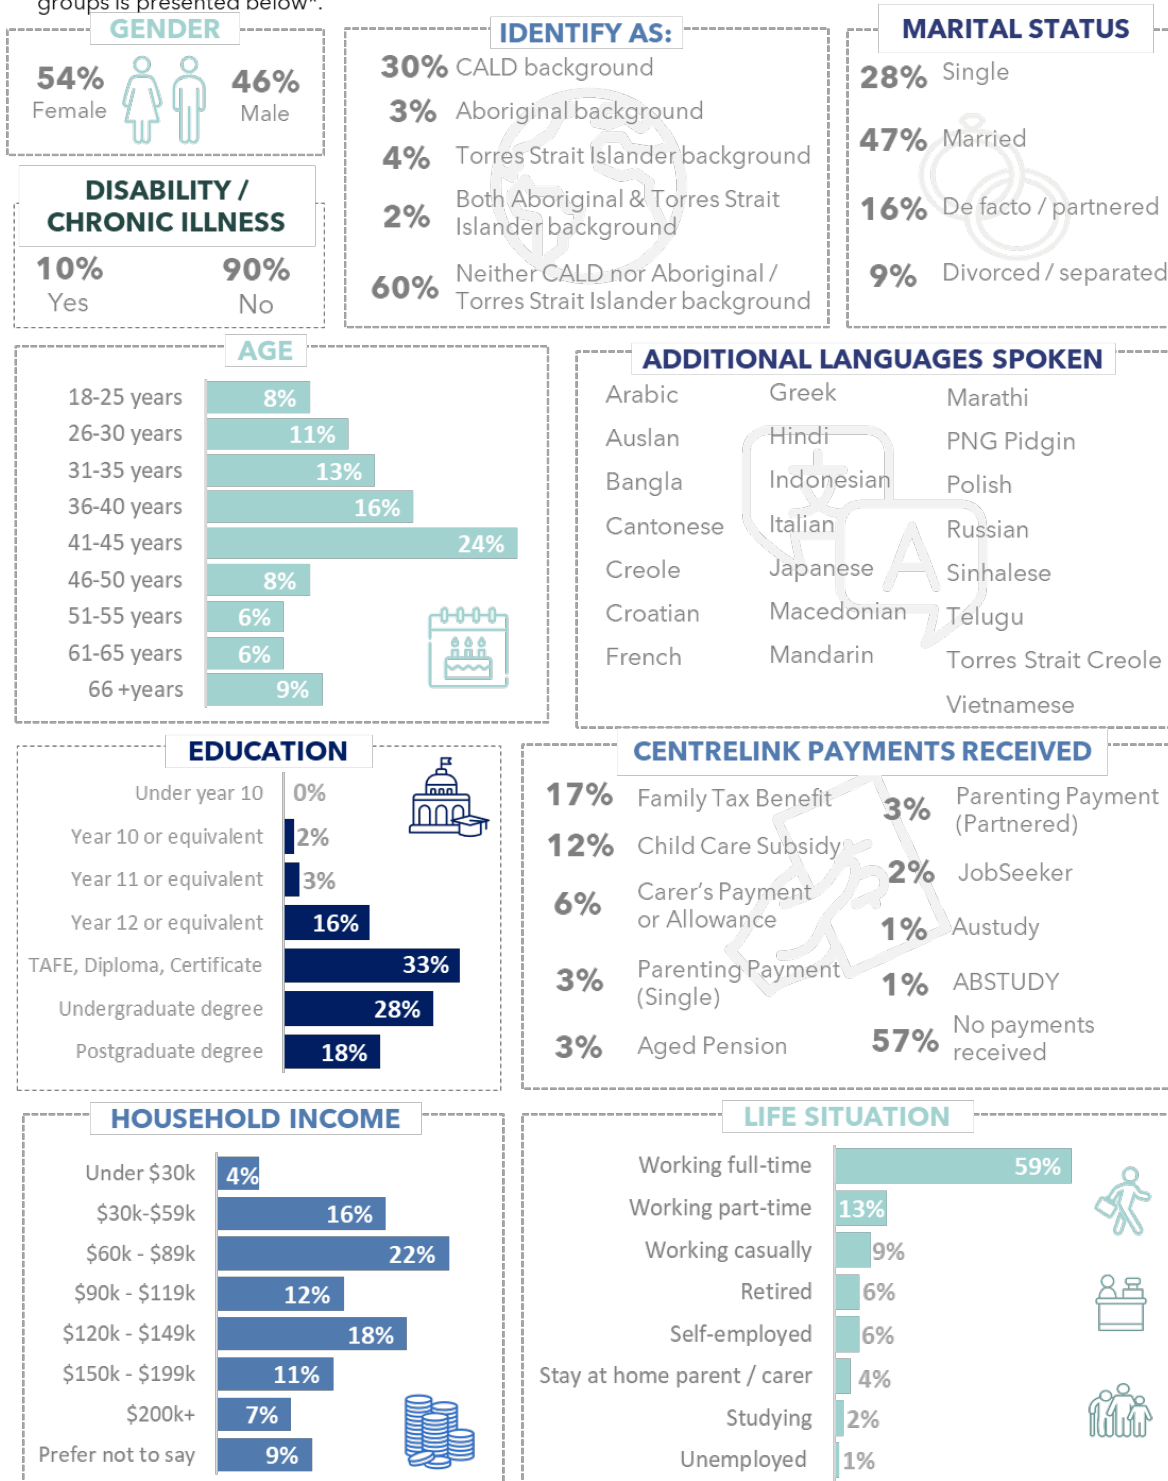 groups is presented below*.
GENDER
54%
Female
46%
Male
IDENTIFY AS:
30% CALD background
3% Aboriginal background
4% Torres Strait Islander background
2% Both Aboriginal & Torres Strait
Islander background
60% Neither CALD nor Aboriginal /
Torres Strait Islander background
MARITAL STATUS
28% Single
47% Married
16% De facto / partnered
9% Divorced / separated
DISABILITY /
CHRONIC ILLNESS
10%
Yes
90%
No
AGE
18-25 years 8%
26-30 years 11%
31-35 years 13%
36-40 years 16%
41-45 years 24%
46-50 years 8%
51-55 years 6%
61-65 years 6%
66 +years 9%
ADDITIONAL LANGUAGES SPOKEN
Arabic
Auslan
Bangla
Cantonese
Creole
Croatian
French
Greek
Hindi
Indonesian
Italian
Japanese
Macedonian
Mandarin
Marathi
PNG Pidgin
Polish
Russian
Sinhalese
Telugu
Torres Strait Creole
Vietnamese
EDUCATION
Under year 10 0%
Year 10 or equivalent 2%
Year 11 or equivalent 3%
Year 12 or equivalent 16%
TAFE, Diploma, Certificate 33%
Undergraduate degree 28%
Postgraduate degree 18%
CENTRELINK PAYMENTS RECEIVED
17% Family Tax Benefit
12% Child Care Subsidy
6% Carer's Payment
or Allowance
3% Parenting Payment
(Single)
3% Aged Pension
3% Parenting Payment
(Partnered)
2% JobSeeker
1% Austudy
1% ABSTUDY
57% No payments
received
HOUSEHOLD INCOME
Under $30k 4%
$30k-$59k 16%
$60k - $89k 22%
$90k - $119k 12%
$120k - $149k 18%
$150k - $199k 11%
$200k+ 7%
Prefer not to say 9%
LIFE SITUATION
Working full-time 59%
Working part-time 13%
Working casually 9%
Retired 6%
Self-employed 6%
Stay at home parent / carer 4%
Studying 2%
Unemployed 1%